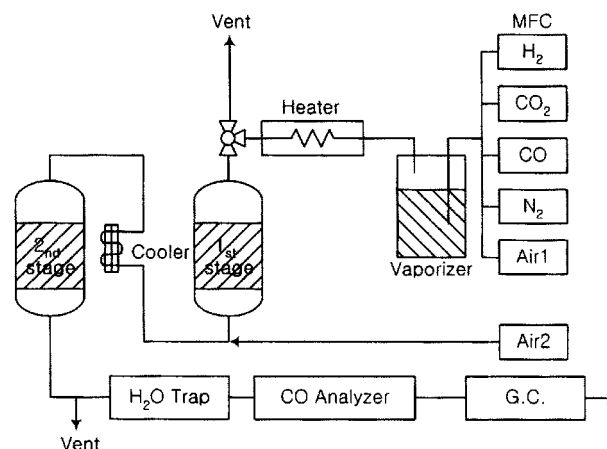 Vent
MFC
H₂
Heater
CO₂
CO
N₂
Air1
Vaporizer
2nd stage
Cooler
1st stage
Air2
H₂O Trap
CO Analyzer
G.C.
Vent